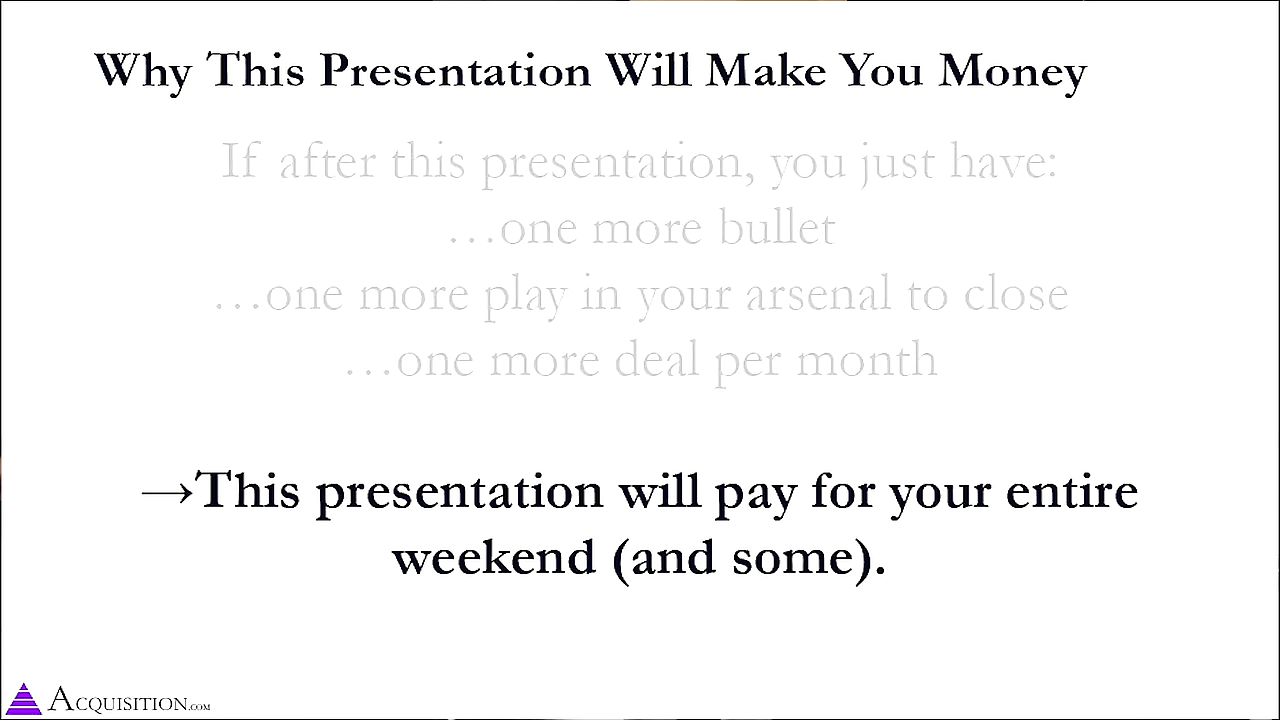 Why This Presentation Will Make You Money
If after this presentation, you just have:
…one more bullet
…one more play in your arsenal to close
…one more deal per month
→This presentation will pay for your entire
weekend (and some).
ACQUISITION.COM